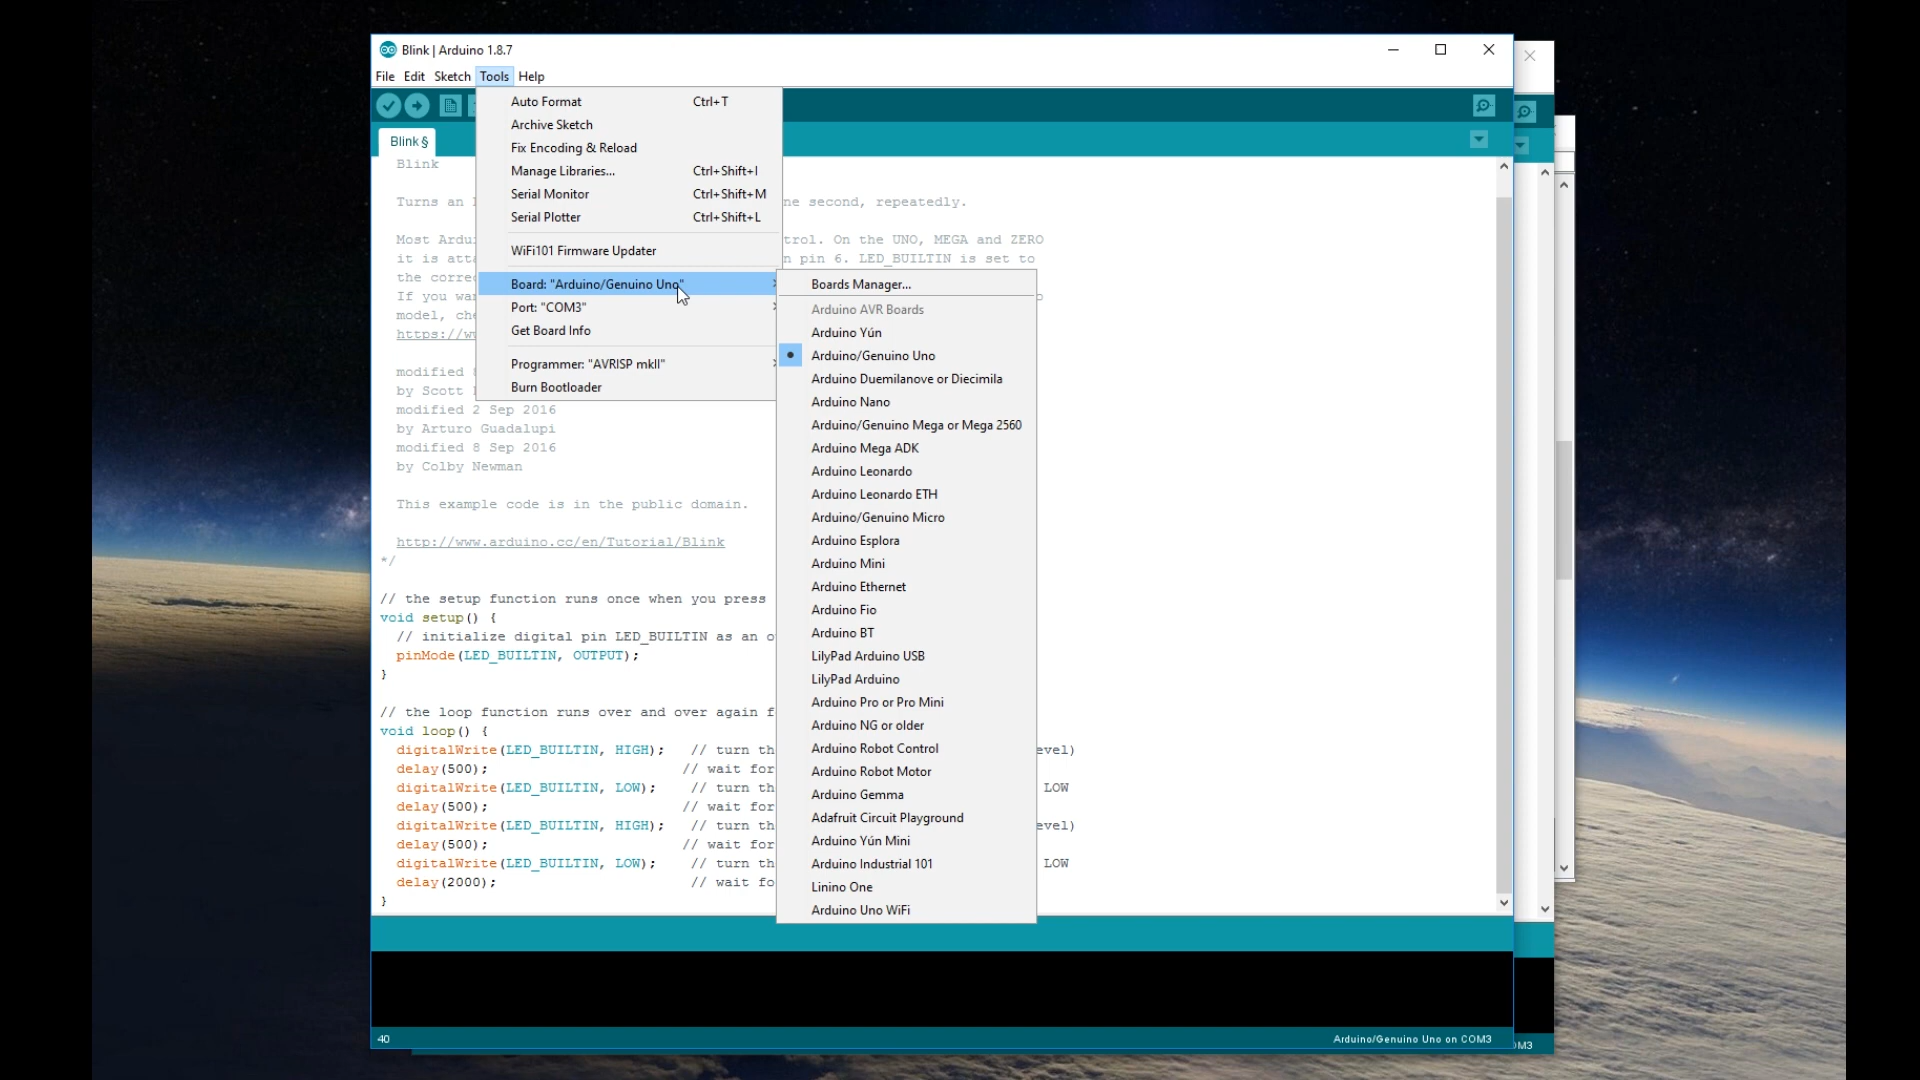 Blink | Arduino 1.8.7
File Edit Sketch Tools Help
Blink §
Auto Format Ctrl+T
Archive Sketch
Fix Encoding & Reload
Manage Libraries... Ctrl+Shift+I
Serial Monitor Ctrl+Shift+M
Serial Plotter Ctrl+Shift+L
WiFi101 Firmware Updater
Board: "Arduino/Genuino Uno"
Port: "COM3"
Get Board Info
Programmer: "AVRISP mkII"
Burn Bootloader
Boards Manager...
Arduino AVR Boards
Arduino Yún
Arduino/Genuino Uno
Arduino Duemilanove or Diecimila
Arduino Nano
Arduino/Genuino Mega or Mega 2560
Arduino Mega ADK
Arduino Leonardo
Arduino Leonardo ETH
Arduino/Genuino Micro
Arduino Esplora
Arduino Mini
Arduino Ethernet
Arduino Fio
Arduino BT
LilyPad Arduino USB
LilyPad Arduino
Arduino Pro or Pro Mini
Arduino NG or older
Arduino Robot Control
Arduino Robot Motor
Arduino Gemma
Adafruit Circuit Playground
Arduino Yún Mini
Arduino Industrial 101
Linino One
Arduino Uno WiFi
Blink
Turns an ne second, repeatedly.
Most Ardu trol. On the UNO, MEGA and ZERO
it is att n pin 6. LED_BUILTIN is set to
the corre
If you wa
model, che
https://w
modified
by Scott
modified 2 Sep 2016
by Arturo Guadalupi
modified 8 Sep 2016
by Colby Newman
This example code is in the public domain.
http://www.arduino.cc/en/Tutorial/Blink
*/
// the setup function runs once when you press
void setup() {
// initialize digital pin LED_BUILTIN as an o
pinMode(LED_BUILTIN, OUTPUT);
}
// the loop function runs over and over again f
void loop() {
digitalWrite(LED_BUILTIN, HIGH); // turn th evel)
delay(500); // wait for
digitalWrite(LED_BUILTIN, LOW); // turn th LOW
delay(500); // wait for
digitalWrite(LED_BUILTIN, HIGH); // turn th evel)
delay(500); // wait for
digitalWrite(LED_BUILTIN, LOW); // turn th LOW
delay(2000); // wait fo
}
40 Arduino/Genuino Uno on COM3
OM3